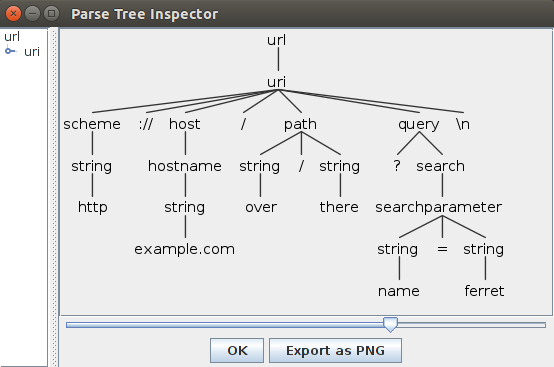 Parse Tree Inspector
url
uri
url
uri
scheme :// host / path query \n
string hostname string / string ? search
http string over there searchparameter
example.com string = string
name ferret
OK Export as PNG